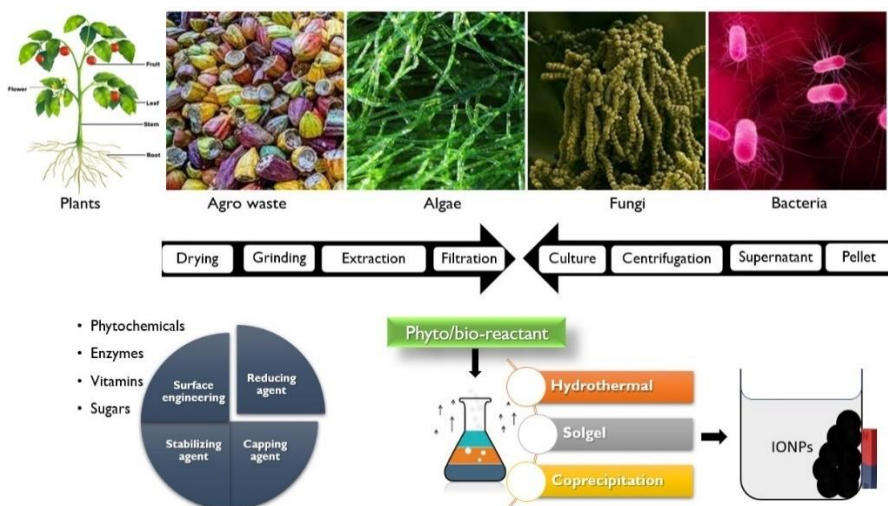 Fruit
Flower
Leaf
Stem
Root
Plants
Agro waste
Algae
Fungi
Bacteria
Drying
Grinding
Extraction
Filtration
Culture
Centrifugation
Supernatant
Pellet
• Phytochemicals
• Enzymes
• Vitamins
• Sugars
Surface
engineering
Reducing
agent
Stabilizing
agent
Capping
agent
Phyto/bio-reactant
Hydrothermal
Solgel
Coprecipitation
IONPs